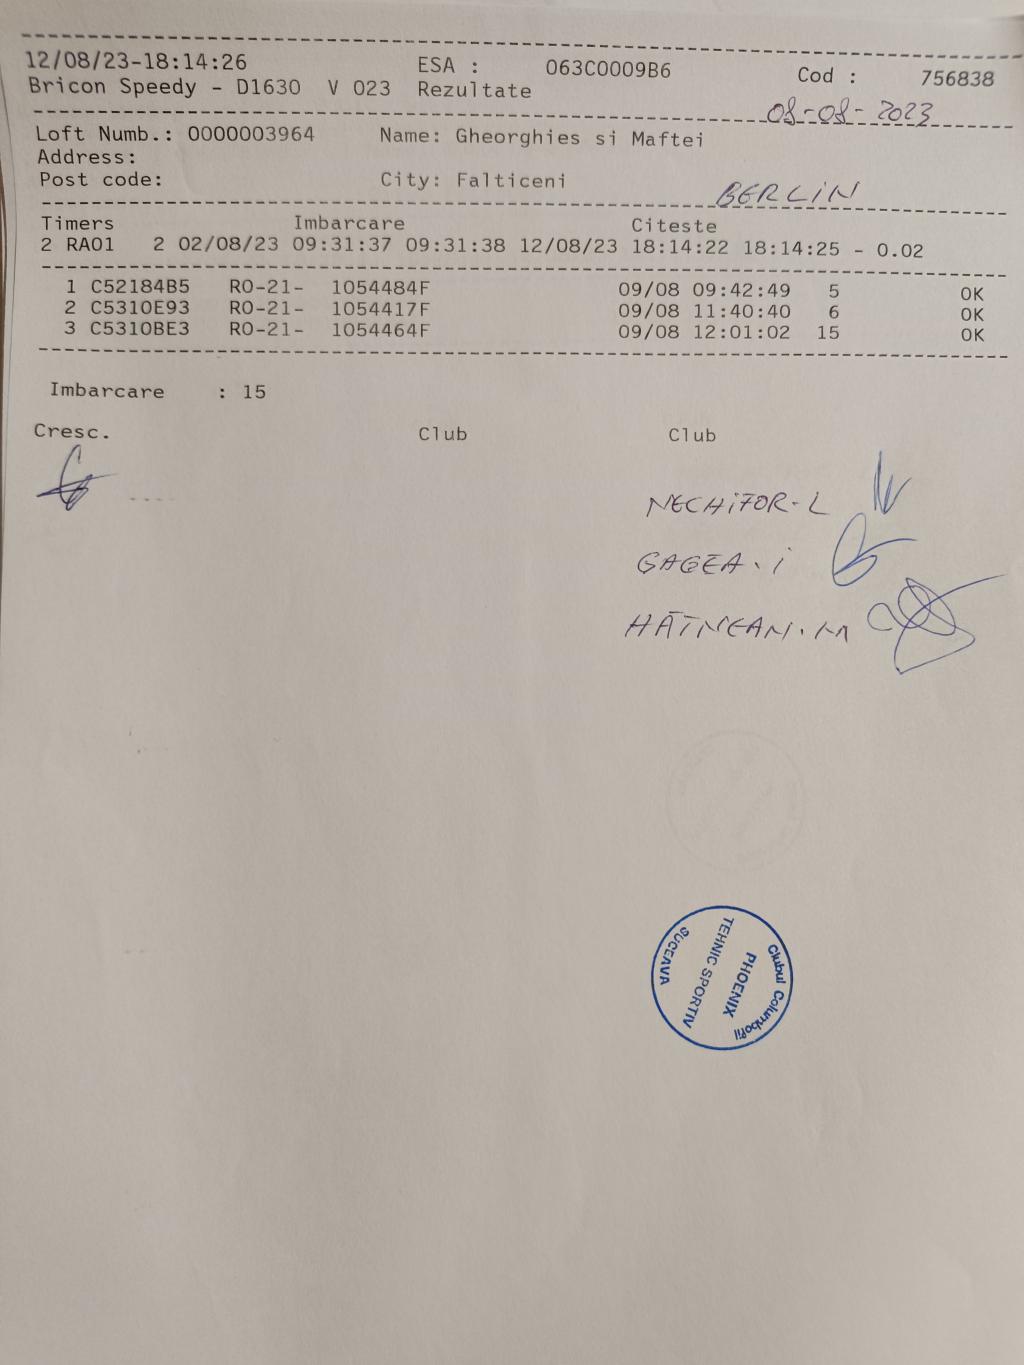 12/08/23-18:14:26 ESA : 063C0009B6 Cod : 756838
Bricon Speedy - D1630 V 023 Rezultate
08-08-2023
Loft Numb.: 0000003964 Name: Gheorghies si Maftei
Address:
Post code: City: Falticeni
BERLIN
Timers Imbarcare Citeste
2 RA01 2 02/08/23 09:31:37 09:31:38 12/08/23 18:14:22 18:14:25 - 0.02
1 C52184B5 RO-21- 1054484F 09/08 09:42:49 5 OK
2 C5310E93 RO-21- 1054417F 09/08 11:40:40 6 OK
3 C5310BE3 RO-21- 1054464F 09/08 12:01:02 15 OK
Imbarcare : 15
Cresc. Club Club
NECHIFOR-L
GAGEA.i
HĂTNEAN.M
Clubul Columbofil
PHOENIX
TEHNIC SPORTIV
SUCEAVA